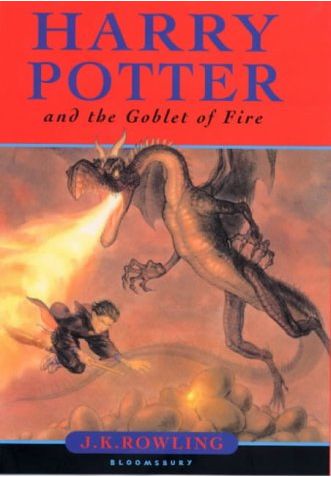 HARRY
POTTER
and the Goblet of Fire
J.K.ROWLING
BLOOMSBURY